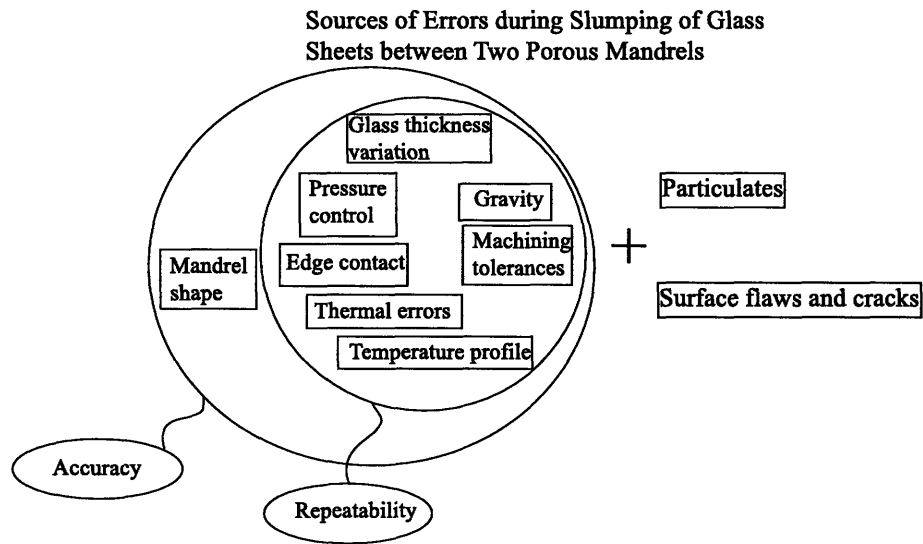 Sources of Errors during Slumping of Glass
Sheets between Two Porous Mandrels
Glass thickness
variation
Pressure
control
Gravity
Particulates
Mandrel
shape
Edge contact
Machining
tolerances
+
Thermal errors
Surface flaws and cracks
Temperature profile
Accuracy
Repeatability